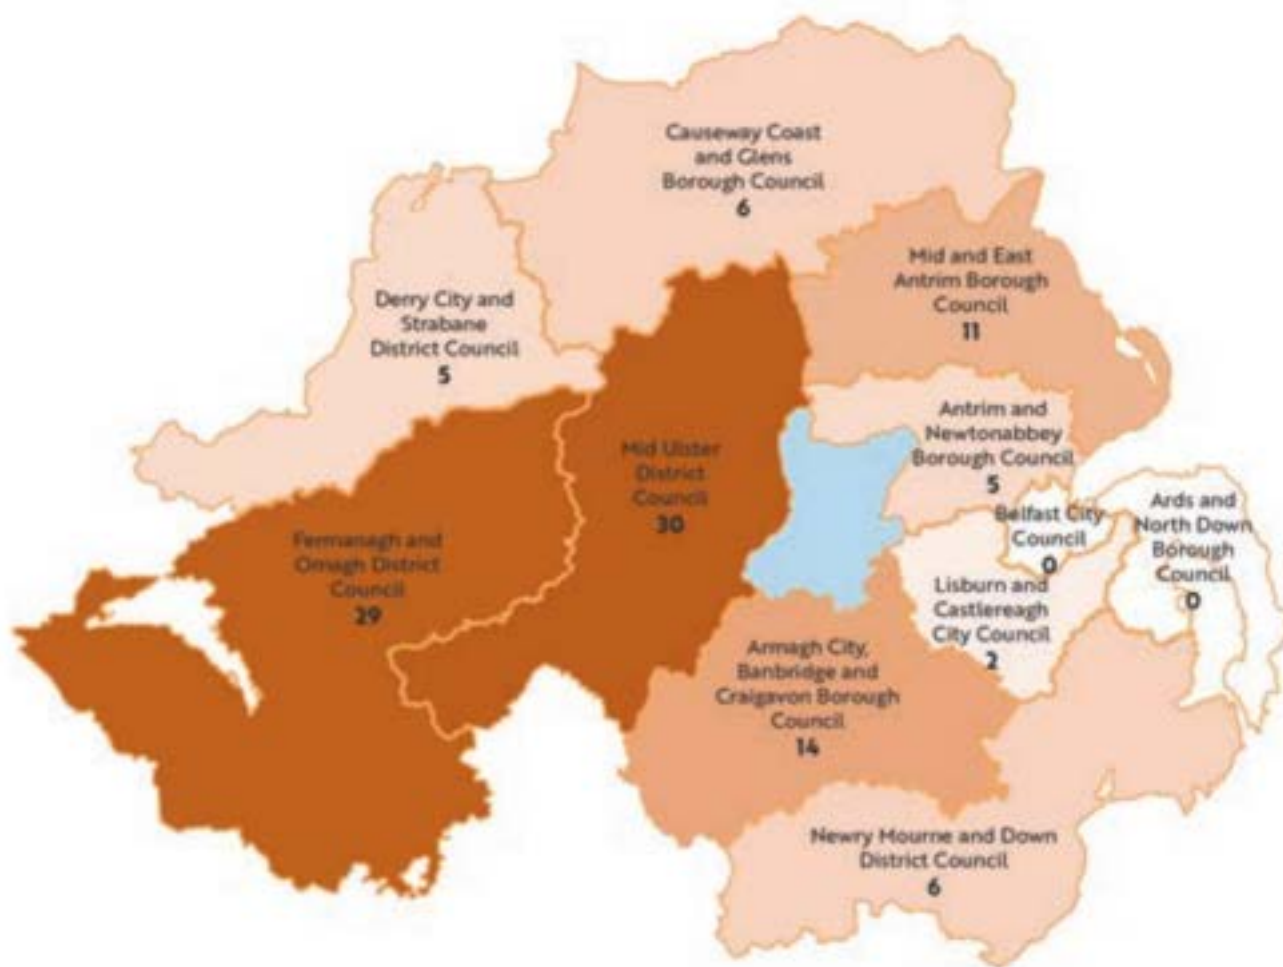 Causeway Coast
and Glens
Borough Council
6
Mid and East
Antrim Borough
Council
11
Derry City and
Strabane
District Council
5
Antrim and
Newtonabbey
Borough Council
5
Mid Ulster
District
Council
30
Belfast City
Council
0
Ards and
North Down
Borough
Council
0
Fermanagh and
Omagh District
Council
29
Lisburn and
Castlereagh
City Council
2
Armagh City,
Banbridge and
Craigavon Borough
Council
14
Newry Mourne and Down
District Council
6